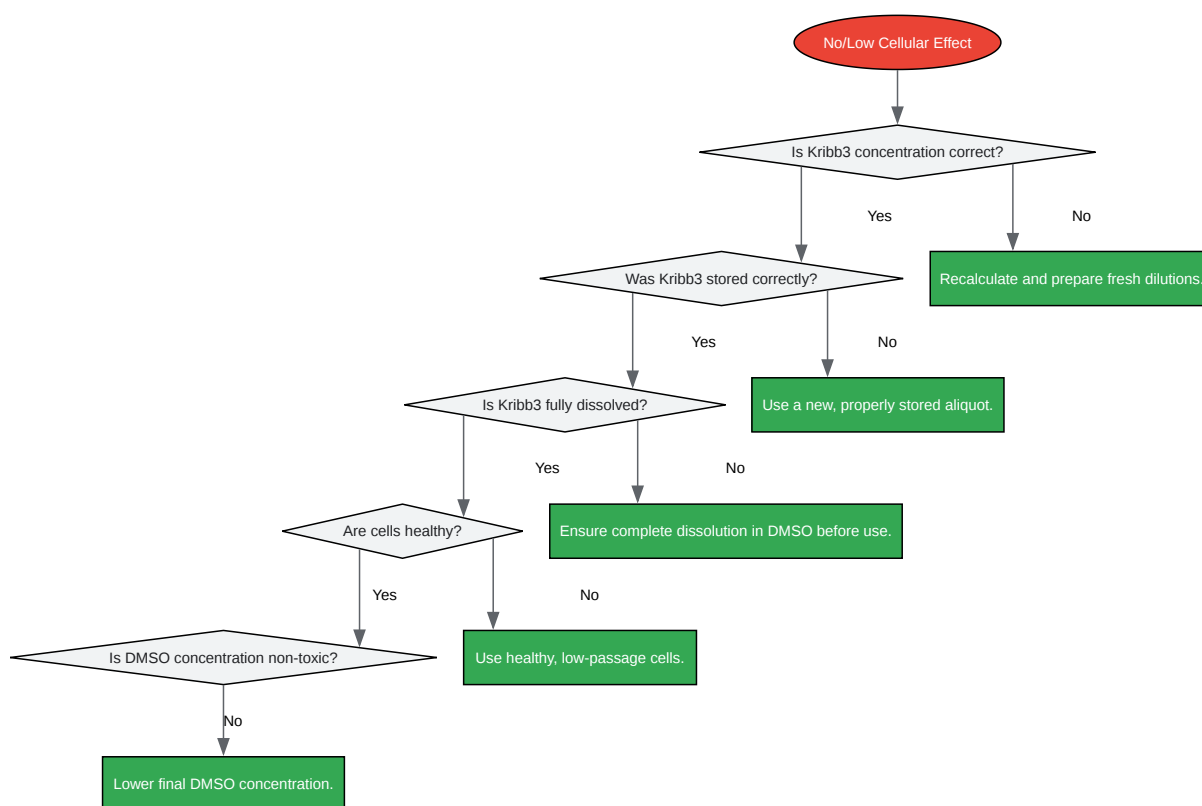 No/Low Cellular Effect
Is Kribb3 concentration correct?
Yes
No
Was Kribb3 stored correctly?
Recalculate and prepare fresh dilutions.
Yes
No
Is Kribb3 fully dissolved?
Use a new, properly stored aliquot.
Yes
No
Are cells healthy?
Ensure complete dissolution in DMSO before use.
Yes
No
Is DMSO concentration non-toxic?
Use healthy, low-passage cells.
No
Lower final DMSO concentration.